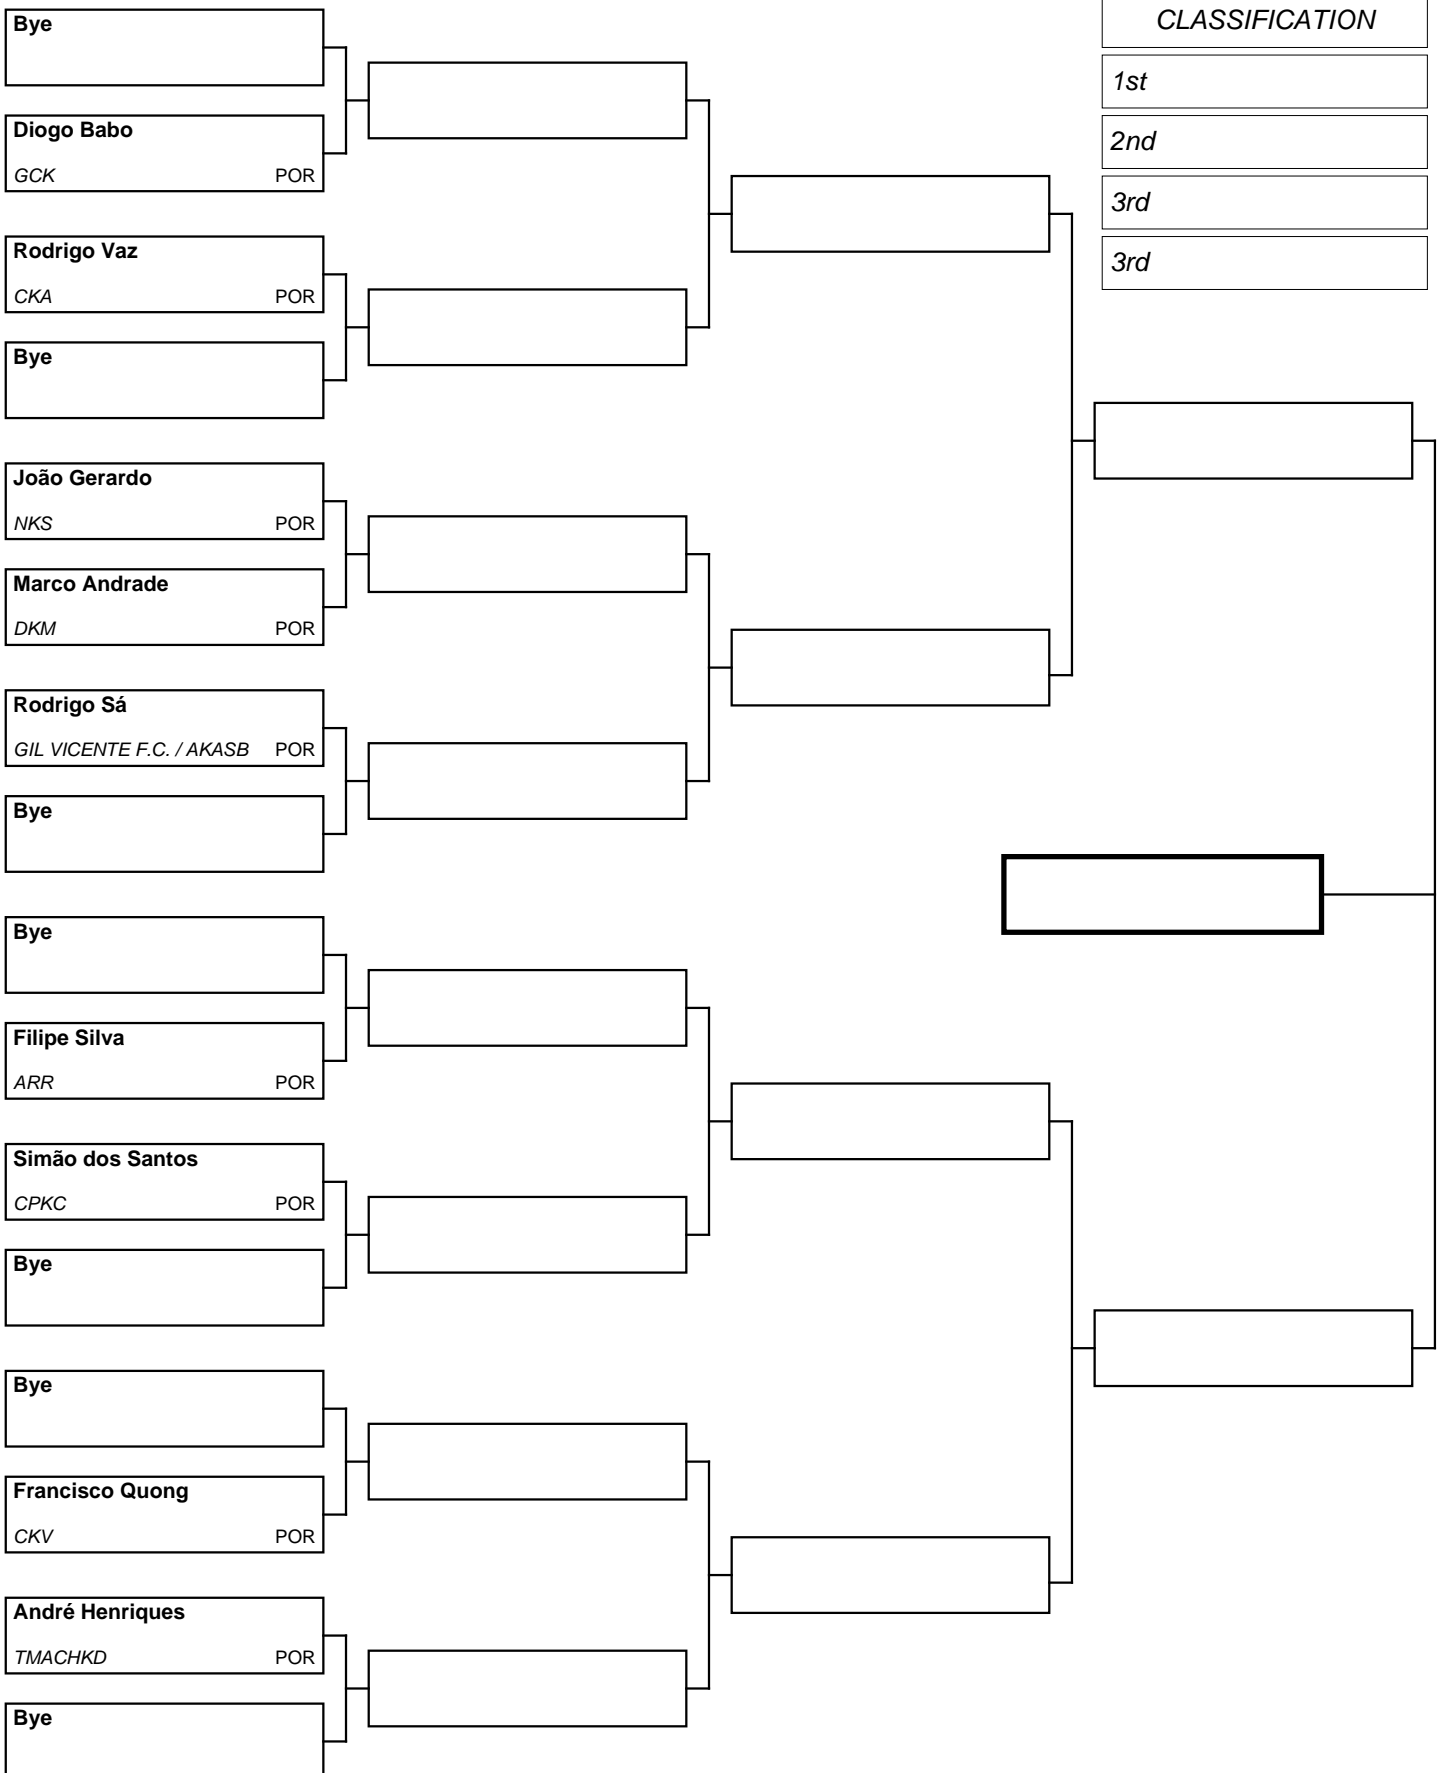 CLASSIFICATION
1st
2nd
3rd
3rd
Bye
Diogo Babo
GCK POR
Rodrigo Vaz
CKA POR
Bye
João Gerardo
NKS POR
Marco Andrade
DKM POR
Rodrigo Sá
GIL VICENTE F.C. / AKASB POR
Bye
Bye
Filipe Silva
ARR POR
Simão dos Santos
CPKC POR
Bye
Bye
Francisco Quong
CKV POR
André Henriques
TMACHKD POR
Bye